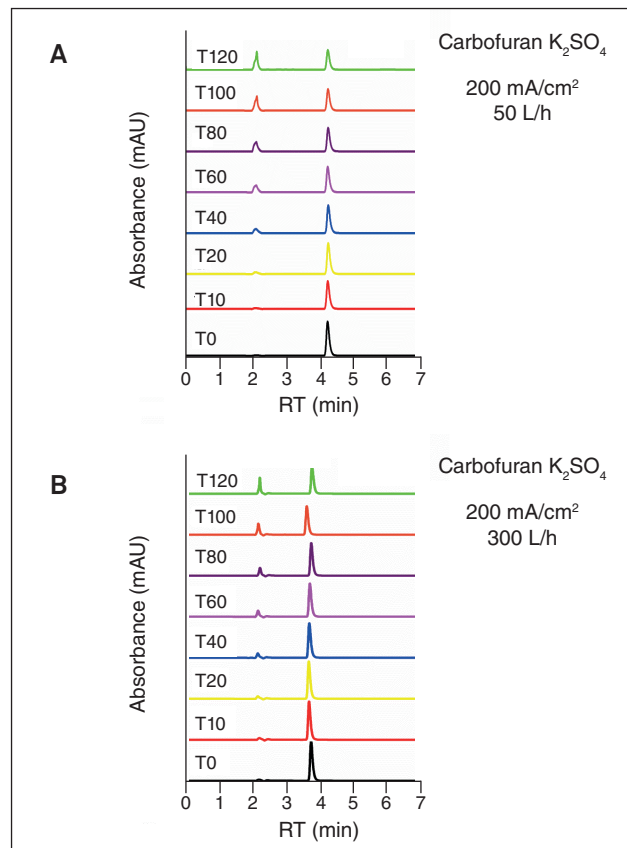 A
Carbofuran K₂SO₄
200 mA/cm²
50 L/h
Absorbance (mAU)
T120
T100
T80
T60
T40
T20
T10
T0
0 1 2 3 4 5 6 7
RT (min)
B
Carbofuran K₂SO₄
200 mA/cm²
300 L/h
Absorbance (mAU)
T120
T100
T80
T60
T40
T20
T10
T0
0 1 2 3 4 5 6 7
RT (min)